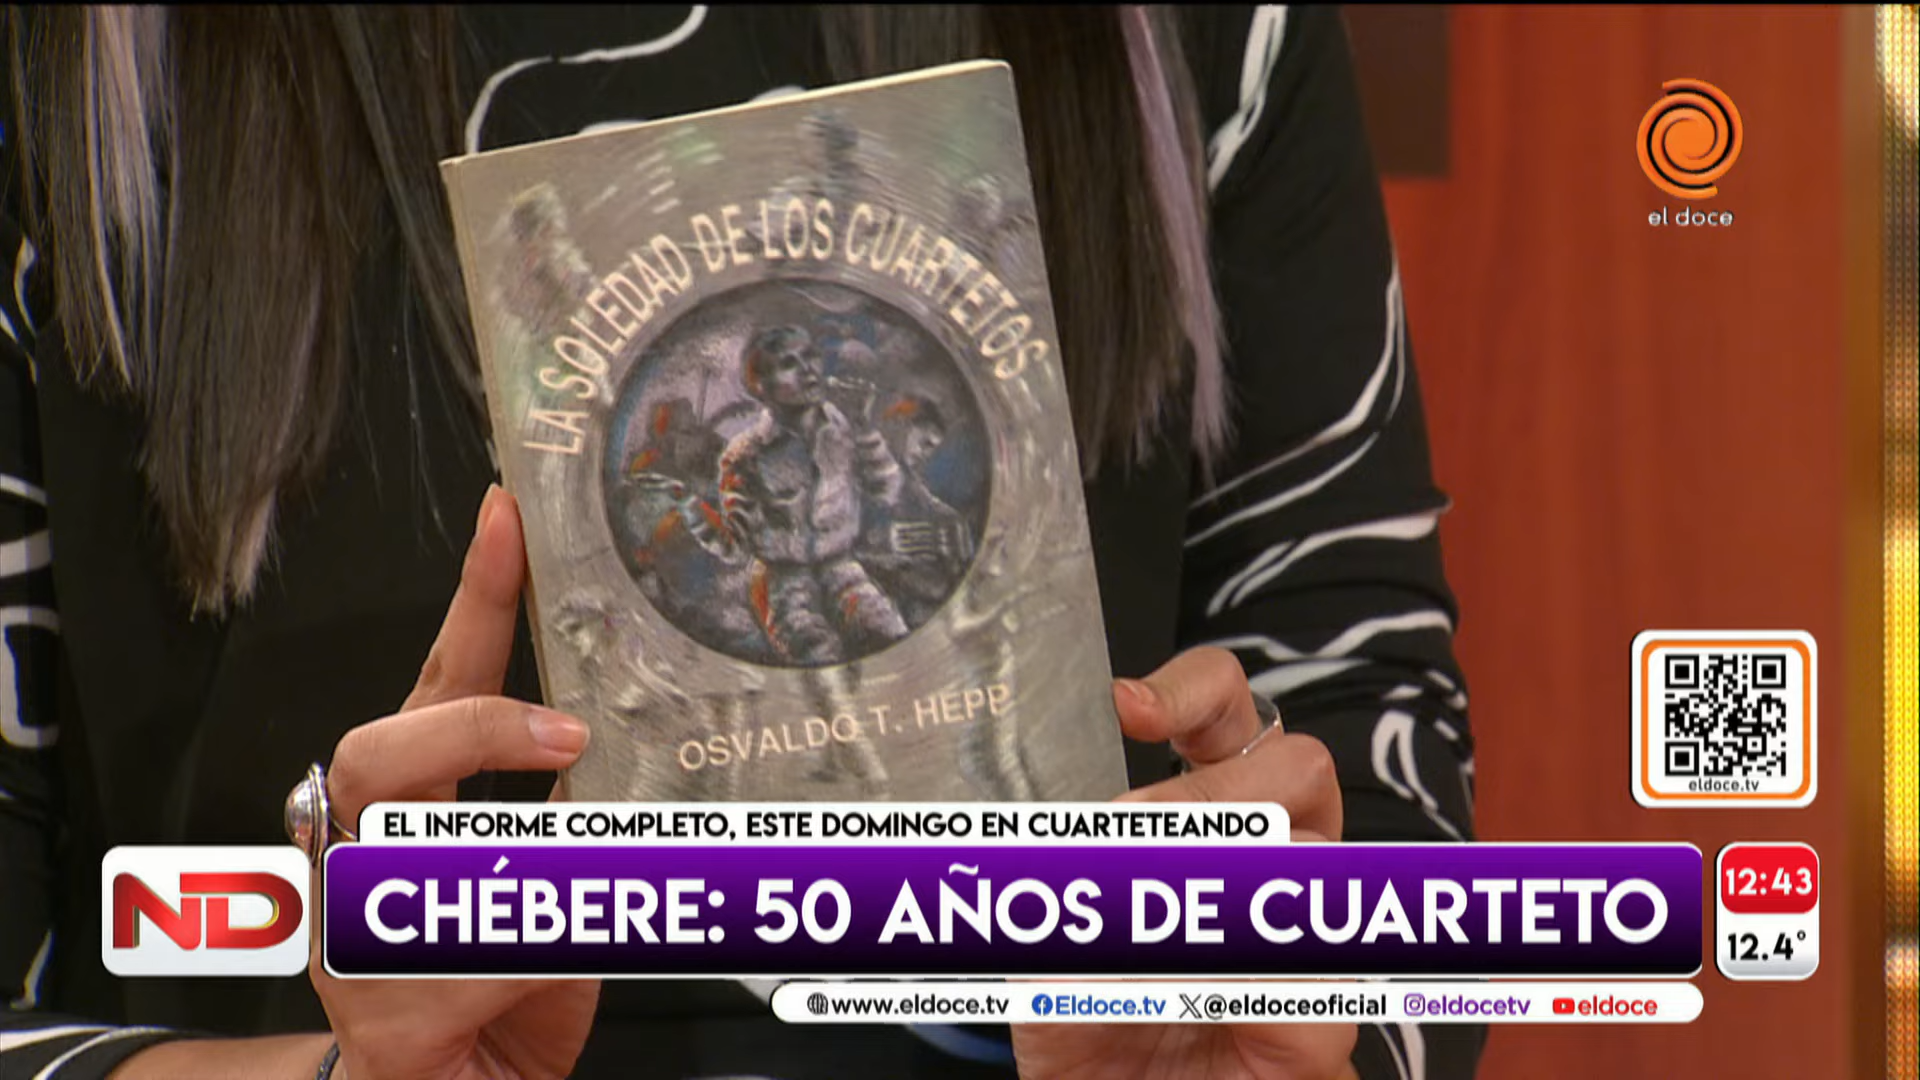 el doce
LA SOLEDAD DE LOS CUARTETOS
OSVALDO T. HEPP
eldoce.tv
EL INFORME COMPLETO, ESTE DOMINGO EN CUARTETEANDO
ND
CHÉBERE: 50 AÑOS DE CUARTETO
12:43
12.4°
www.eldoce.tv Eldoce.tv @eldoceoficial eldocetv eldoce